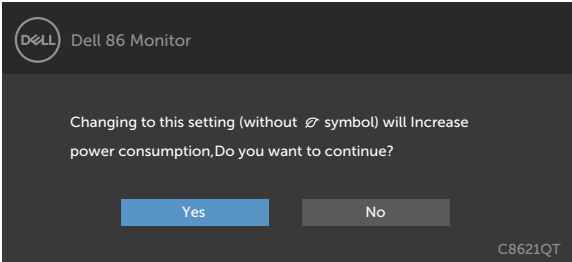 DELL Dell 86 Monitor
Changing to this setting (without symbol) will Increase
power consumption,Do you want to continue?
Yes No
C8621QT